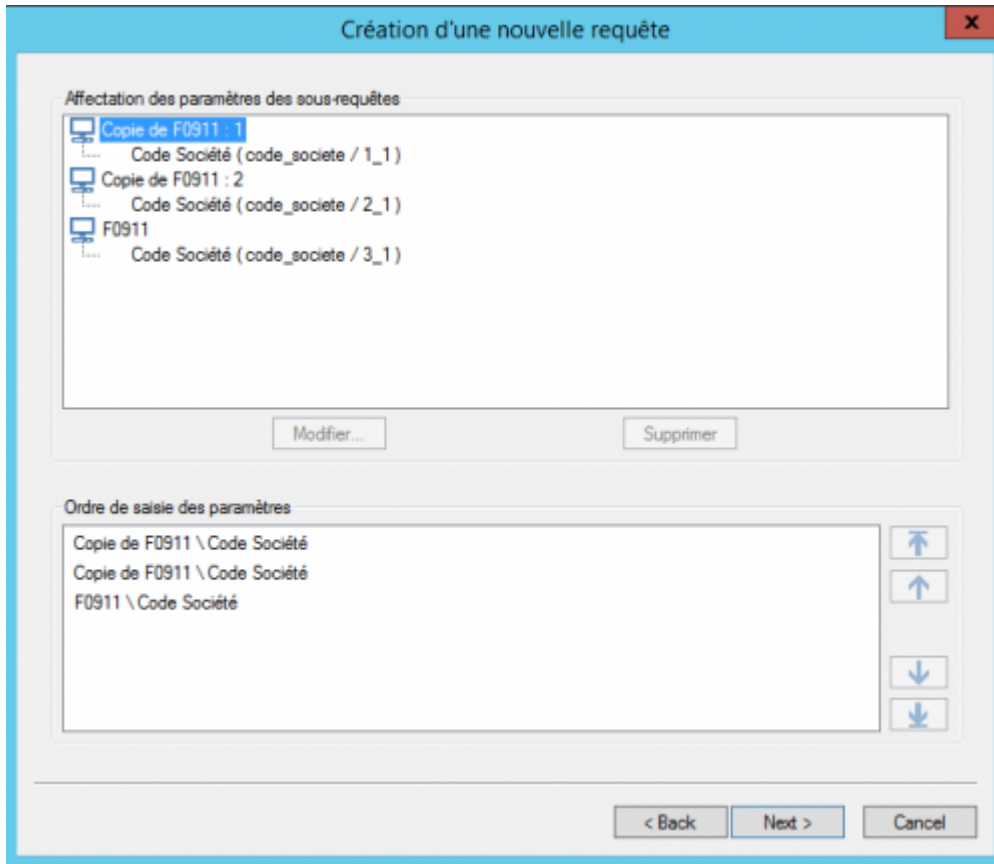 Création d'une nouvelle requête
x
Affectation des paramètres des sous-requêtes
Copie de F0911 : 1
Code Société ( code_societe / 1_1 )
Copie de F0911 : 2
Code Société ( code_societe / 2_1 )
F0911
Code Société ( code_societe / 3_1 )
Modifier... Supprimer
Ordre de saisie des paramètres
Copie de F0911 \ Code Société
Copie de F0911 \ Code Société
F0911 \ Code Société
< Back Next > Cancel